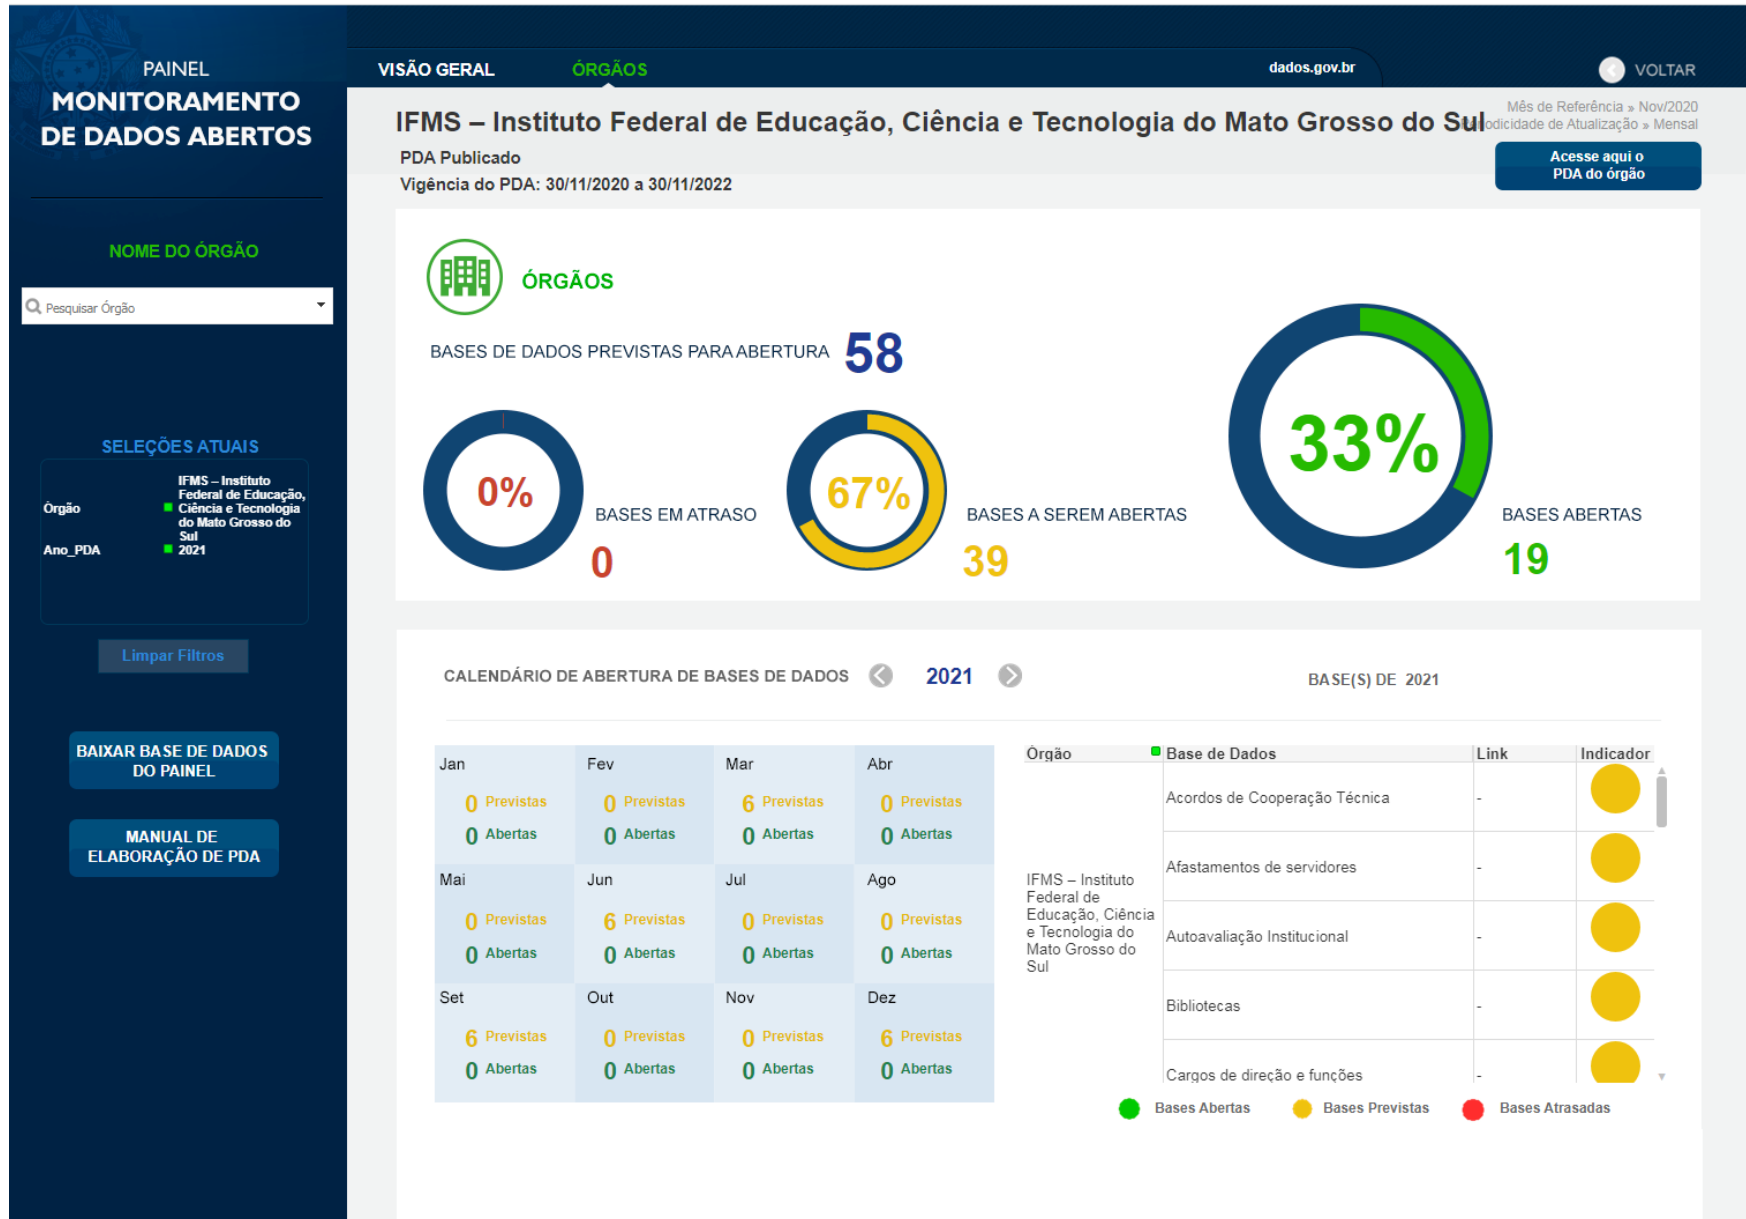 PAINEL
MONITORAMENTO
DE DADOS ABERTOS
NOME DO ÓRGÃO
Pesquisar Órgão
SELEÇÕES ATUAIS
Órgão
IFMS – Instituto
Federal de Educação,
Ciência e Tecnologia
do Mato Grosso do
Sul
Ano_PDA
2021
Limpar Filtros
BAIXAR BASE DE DADOS
DO PAINEL
MANUAL DE
ELABORAÇÃO DE PDA
VISÃO GERAL
ÓRGÃOS
dados.gov.br
VOLTAR
IFMS – Instituto Federal de Educação, Ciência e Tecnologia do Mato Grosso do Sul
Mês de Referência » Nov/2020
de Atualização » Mensal
PDA Publicado
Vigência do PDA: 30/11/2020 a 30/11/2022
Acesse aqui o
PDA do órgão
ÓRGÃOS
BASES DE DADOS PREVISTAS PARA ABERTURA 58
0%
BASES EM ATRASO
0
67%
BASES A SEREM ABERTAS
39
33%
BASES ABERTAS
19
CALENDÁRIO DE ABERTURA DE BASES DE DADOS
2021
Jan
0 Previstas
0 Abertas
Fev
0 Previstas
0 Abertas
Mar
6 Previstas
0 Abertas
Abr
0 Previstas
0 Abertas
Mai
0 Previstas
0 Abertas
Jun
6 Previstas
0 Abertas
Jul
0 Previstas
0 Abertas
Ago
0 Previstas
0 Abertas
Set
6 Previstas
0 Abertas
Out
0 Previstas
0 Abertas
Nov
0 Previstas
0 Abertas
Dez
6 Previstas
0 Abertas
BASE(S) DE 2021
Órgão Base de Dados Link Indicador
IFMS – Instituto
Federal de
Educação, Ciência
e Tecnologia do
Mato Grosso do
Sul
Acordos de Cooperação Técnica -
Afastamentos de servidores -
Autoavaliação Institucional -
Bibliotecas -
Cargos de direção e funções -
Bases Abertas
Bases Previstas
Bases Atrasadas